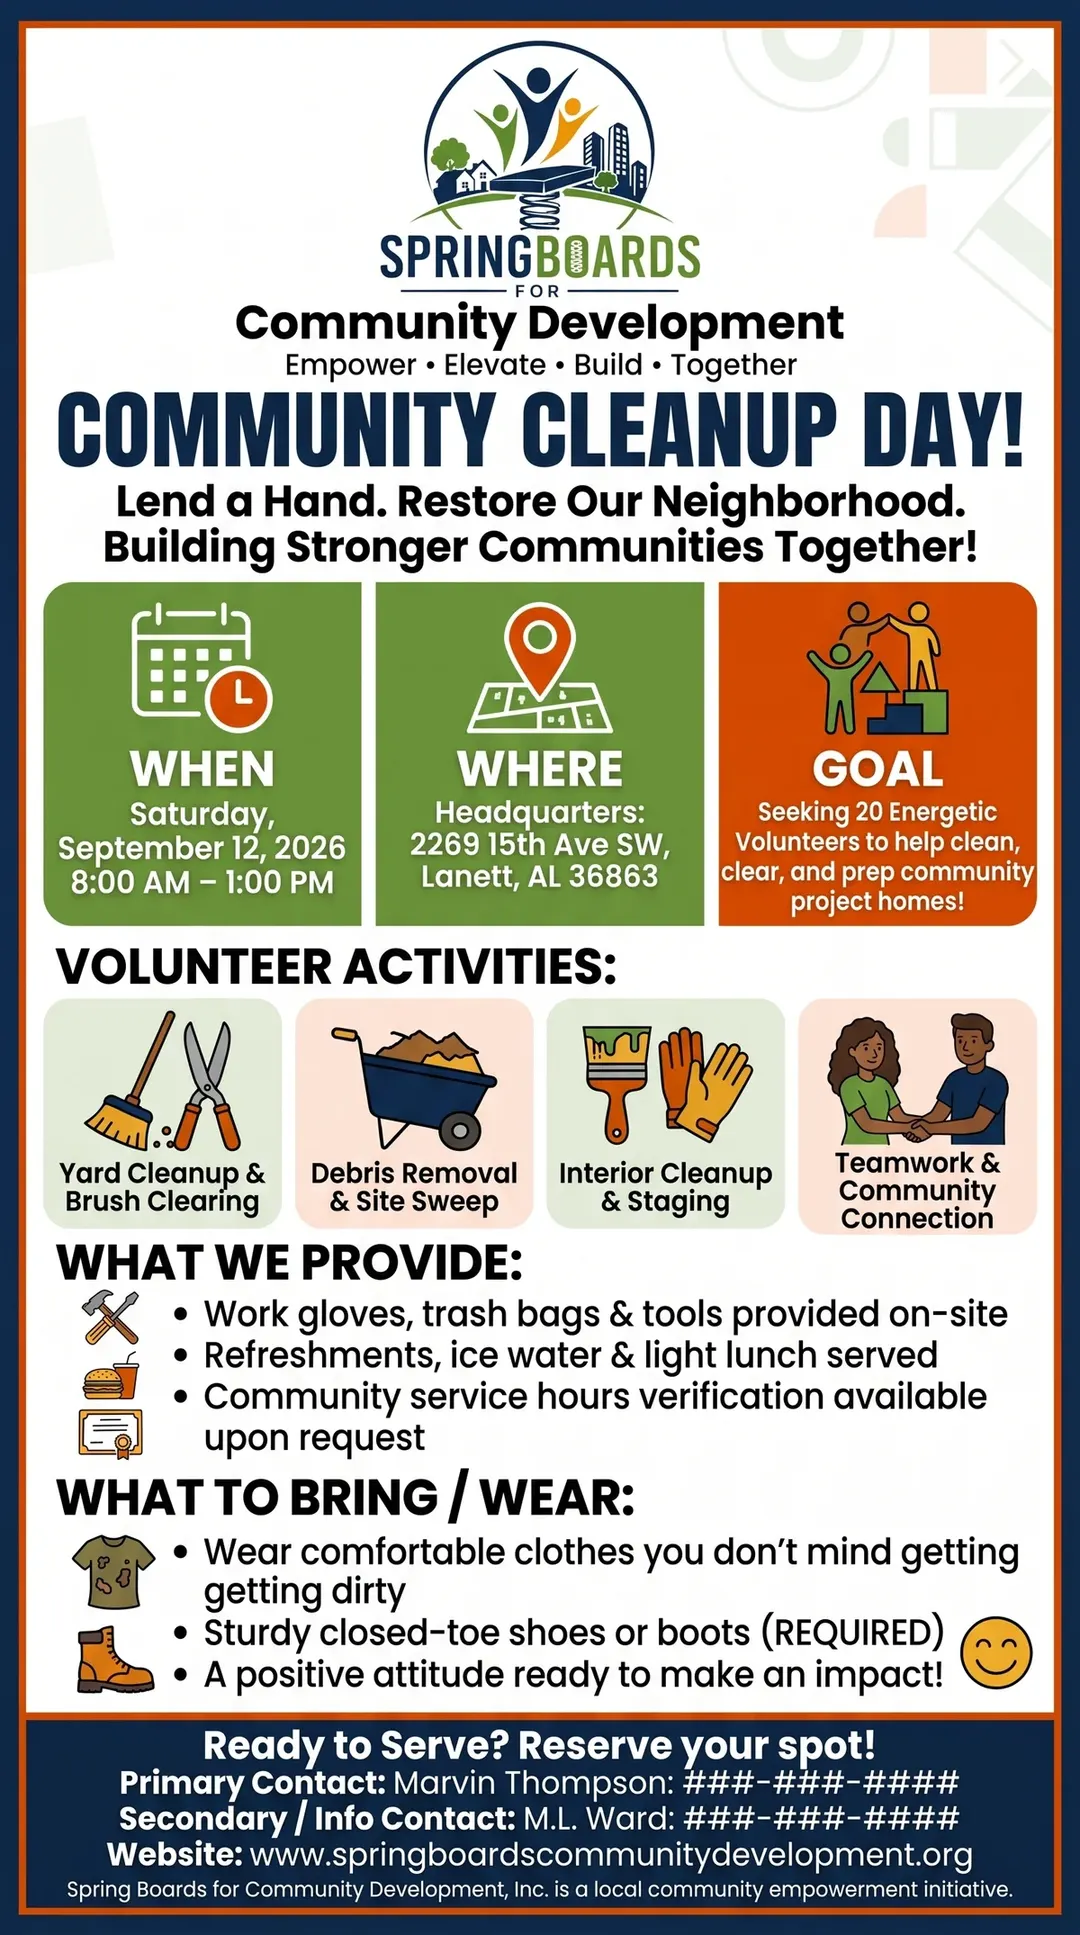 SPRINGBOARDS
FOR
Community Development
Empower • Elevate • Build • Together
COMMUNITY CLEANUP DAY!
Lend a Hand. Restore Our Neighborhood.
Building Stronger Communities Together!
WHEN
Saturday,
September 12, 2026
8:00 AM – 1:00 PM
WHERE
Headquarters:
2269 15th Ave SW,
Lanett, AL 36863
GOAL
Seeking 20 Energetic
Volunteers to help clean,
clear, and prep community
project homes!
VOLUNTEER ACTIVITIES:
Yard Cleanup &
Brush Clearing
Debris Removal
& Site Sweep
Interior Cleanup
& Staging
Teamwork &
Community
Connection
WHAT WE PROVIDE:
• Work gloves, trash bags & tools provided on-site
• Refreshments, ice water & light lunch served
• Community service hours verification available
upon request
WHAT TO BRING / WEAR:
• Wear comfortable clothes you don't mind getting
getting dirty
• Sturdy closed-toe shoes or boots (REQUIRED)
• A positive attitude ready to make an impact!
Ready to Serve? Reserve your spot!
Primary Contact: Marvin Thompson: ###-###-####
Secondary / Info Contact: M.L. Ward: ###-###-####
Website: www.springboardscommunitydevelopment.org
Spring Boards for Community Development, Inc. is a local community empowerment initiative.